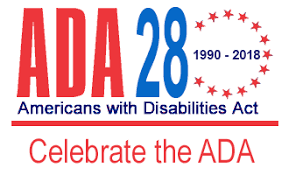 ADA 28 1990 - 2018
Americans with Disabilities Act
Celebrate the ADA